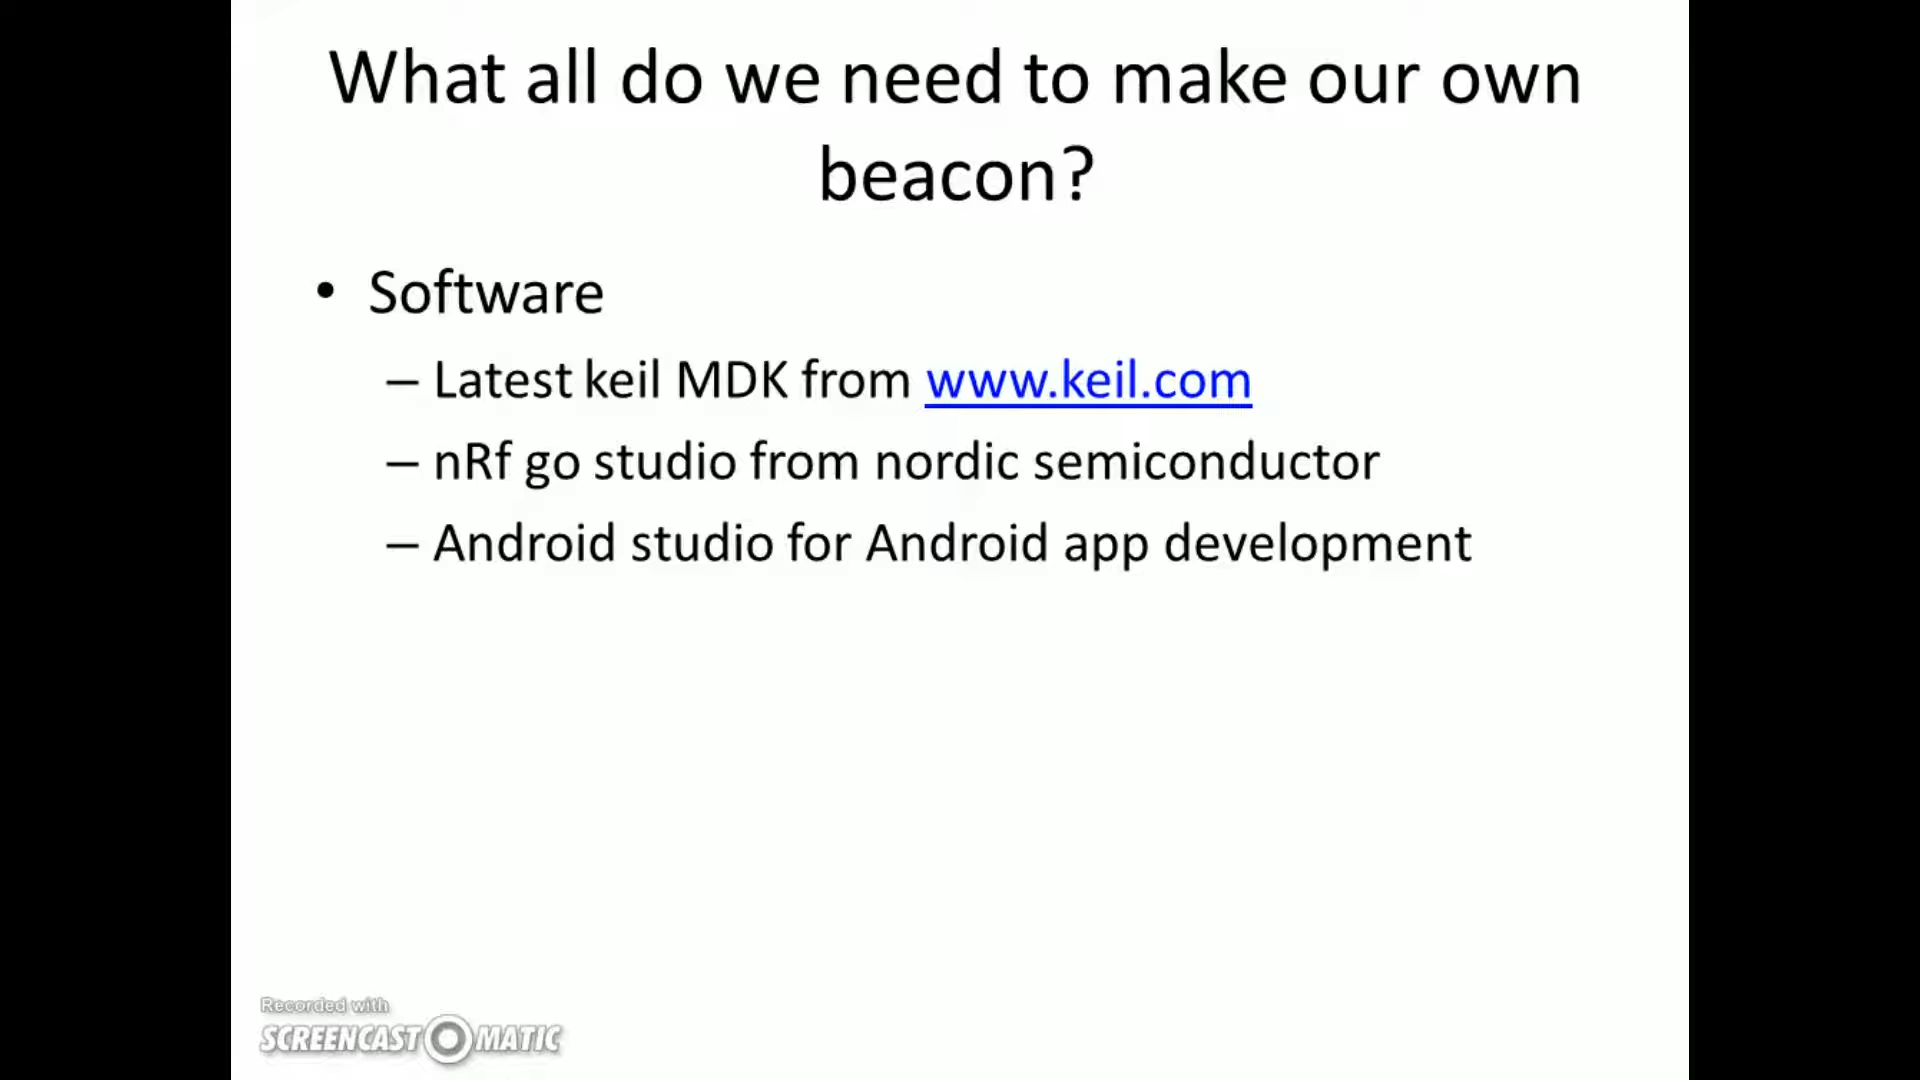 What all do we need to make our own
beacon?
• Software
– Latest keil MDK from www.keil.com
– nRf go studio from nordic semiconductor
– Android studio for Android app development
Recorded with
SCREENCAST-O-MATIC